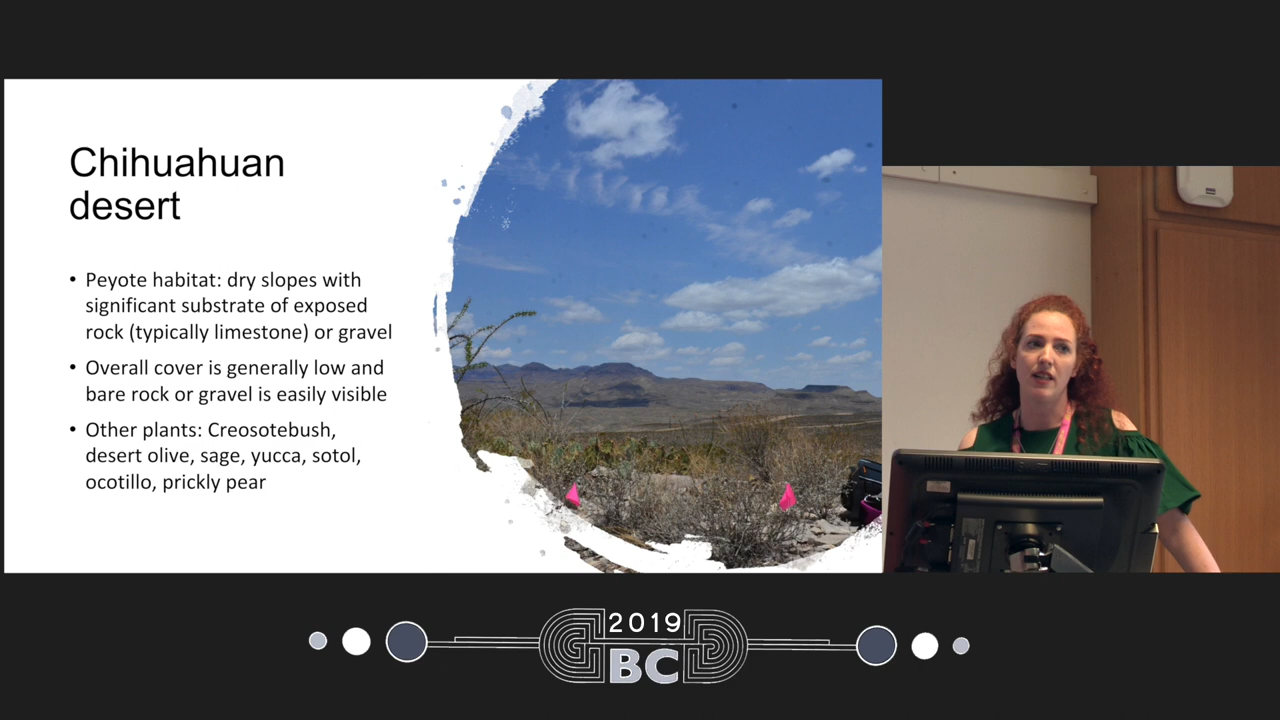 Chihuahuan
desert
• Peyote habitat: dry slopes with
significant substrate of exposed
rock (typically limestone) or gravel
• Overall cover is generally low and
bare rock or gravel is easily visible
• Other plants: Creosotebush,
desert olive, sage, yucca, sotol,
ocotillo, prickly pear
2019
BC